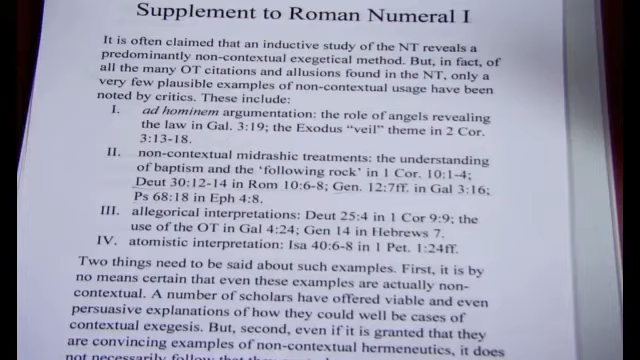 Supplement to Roman Numeral I
It is often claimed that an inductive study of the NT reveals a
predominantly non-contextual exegetical method. But, in fact, of
all the many OT citations and allusions found in the NT, only a
very few plausible examples of non-contextual usage have been
noted by critics. These include:
I. ad hominem argumentation: the role of angels revealing
the law in Gal. 3:19; the Exodus "veil" theme in 2 Cor.
3:13-18.
II. non-contextual midrashic treatments: the understanding
of baptism and the ‘following rock’ in 1 Cor. 10:1-4;
Deut 30:12-14 in Rom 10:6-8; Gen. 12:7ff. in Gal 3:16;
Ps 68:18 in Eph 4:8.
III. allegorical interpretations: Deut 25:4 in 1 Cor 9:9; the
use of the OT in Gal 4:24; Gen 14 in Hebrews 7.
IV. atomistic interpretation: Isa 40:6-8 in 1 Pet. 1:24ff.
Two things need to be said about such examples. First, it is by
no means certain that even these examples are actually non-
contextual. A number of scholars have offered viable and even
persuasive explanations of how they could well be cases of
contextual exegesis. But, second, even if it is granted that they
are convincing examples of non-contextual hermeneutics, it does
not necessarily follow that